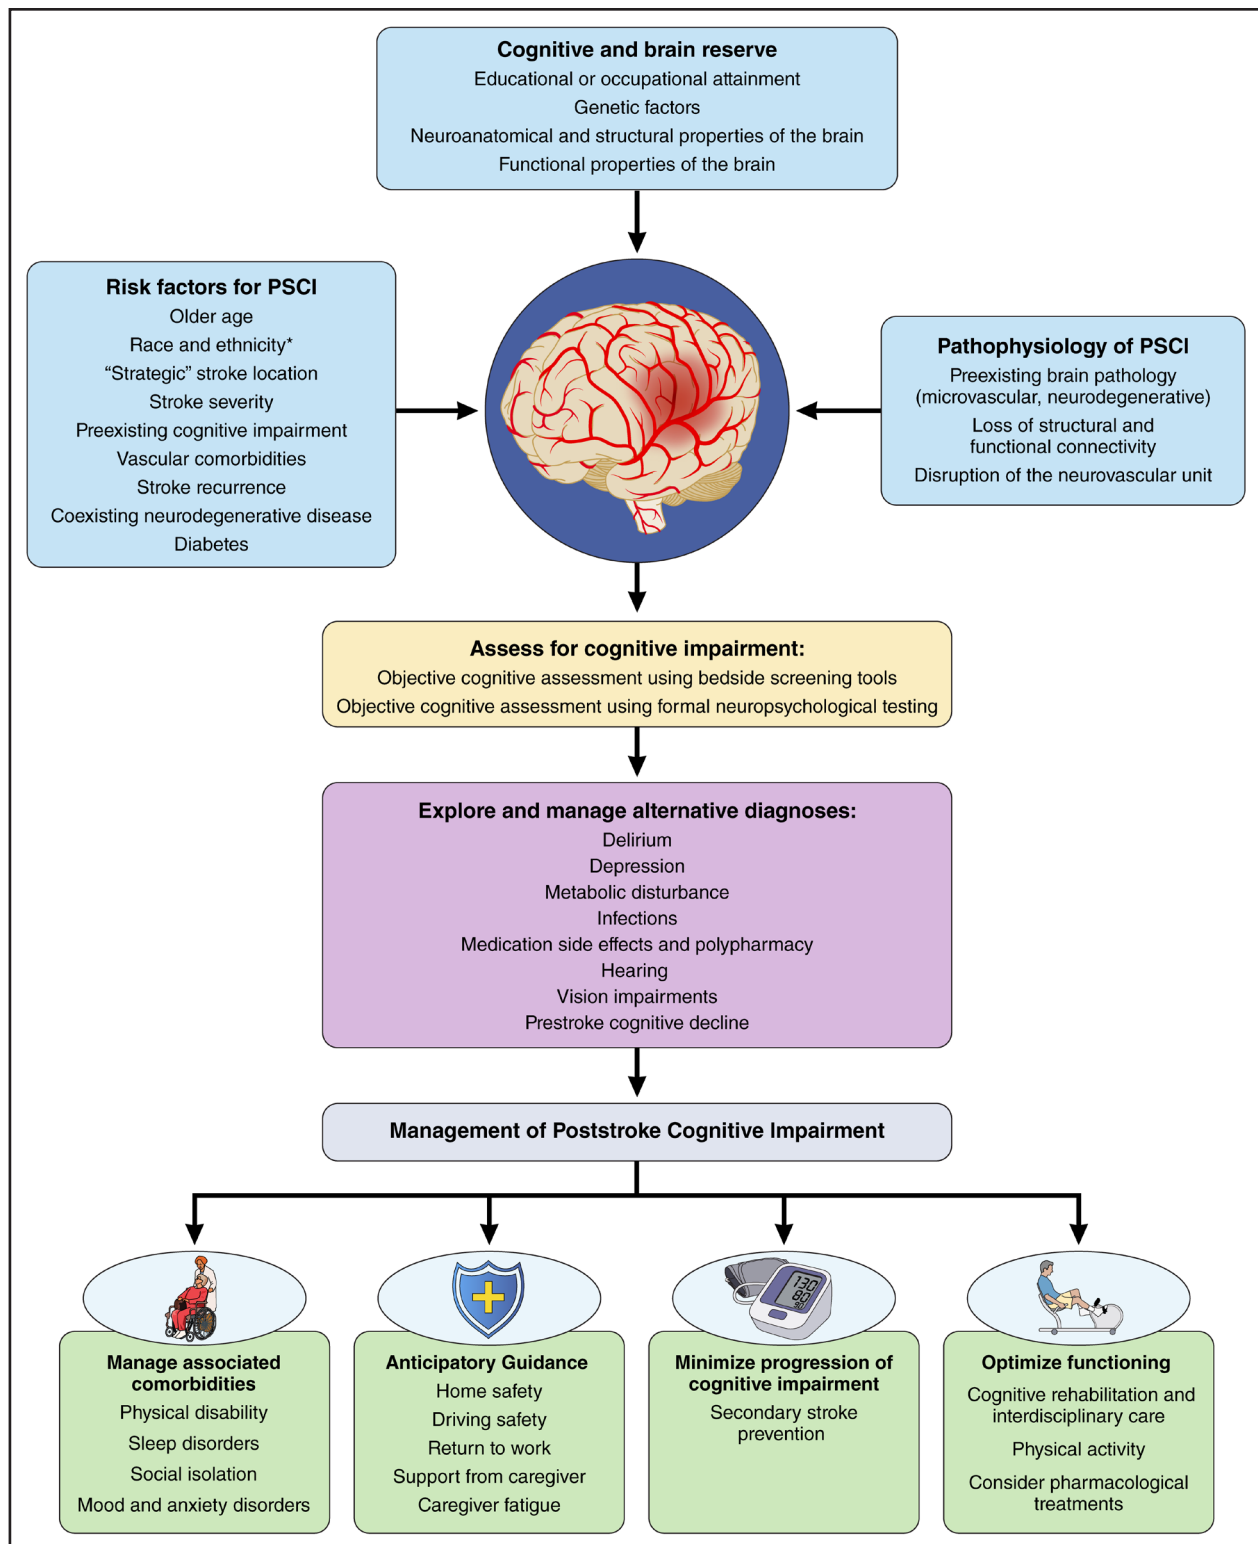 Cognitive and brain reserve
Educational or occupational attainment
Genetic factors
Neuroanatomical and structural properties of the brain
Functional properties of the brain
Risk factors for PSCI
Older age
Race and ethnicity*
“Strategic” stroke location
Stroke severity
Preexisting cognitive impairment
Vascular comorbidities
Stroke recurrence
Coexisting neurodegenerative disease
Diabetes
Pathophysiology of PSCI
Preexisting brain pathology
(microvascular, neurodegenerative)
Loss of structural and
functional connectivity
Disruption of the neurovascular unit
Assess for cognitive impairment:
Objective cognitive assessment using bedside screening tools
Objective cognitive assessment using formal neuropsychological testing
Explore and manage alternative diagnoses:
Delirium
Depression
Metabolic disturbance
Infections
Medication side effects and polypharmacy
Hearing
Vision impairments
Prestroke cognitive decline
Management of Poststroke Cognitive Impairment
Manage associated
comorbidities
Physical disability
Sleep disorders
Social isolation
Mood and anxiety disorders
Anticipatory Guidance
Home safety
Driving safety
Return to work
Support from caregiver
Caregiver fatigue
130
80
90
Minimize progression of
cognitive impairment
Secondary stroke
prevention
Optimize functioning
Cognitive rehabilitation and
interdisciplinary care
Physical activity
Consider pharmacological
treatments